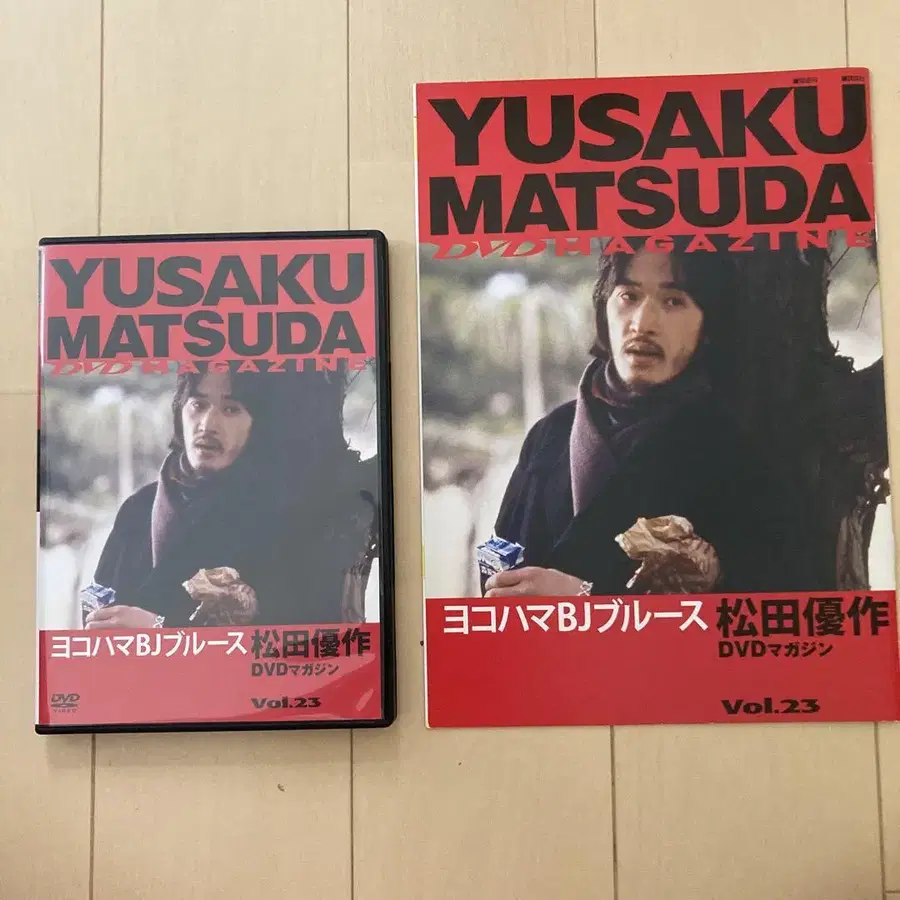 YUSAKU
MATSUDA
DVD MAGAZINE
ヨコハマBJブルース 松田優作
DVDマガジン
DVD
Vol.23
YUSAKU
MATSUDA
DVD MAGAZINE
ヨコハマBJブルース 松田優作
DVDマガジン
Vol.23